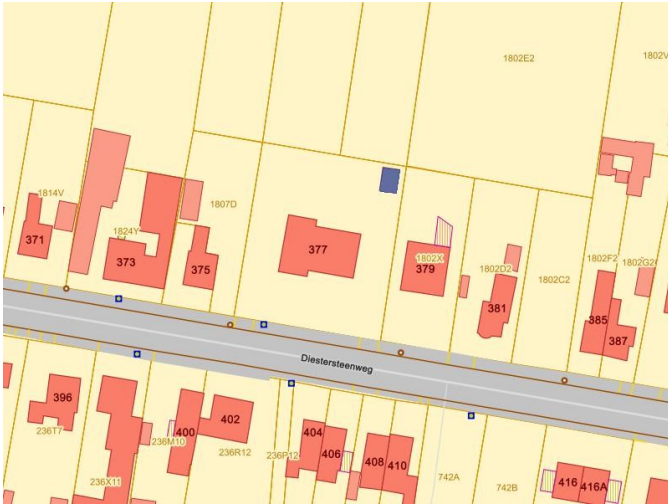 1802E2
1802V
1814V
1807D
1824Y
371
373
375
377
1802X
379
1802D2
381
1802C2
1802F2
385
387
Diestersteenweg
396
236T7
236X11
236M10
400
402
236R12
236P12
404
406
408
410
742A
742B
416
416A